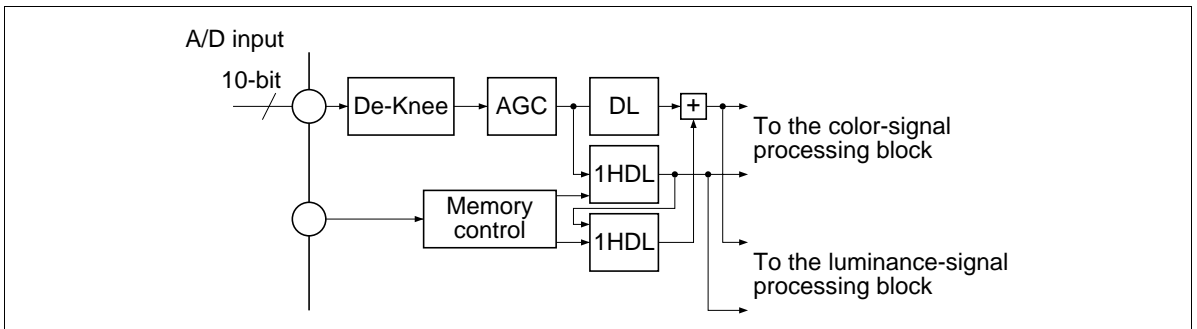 A/D input
10-bit
De-Knee
AGC
DL
+
To the color-signal
processing block
1HDL
Memory
control
1HDL
To the luminance-signal
processing block